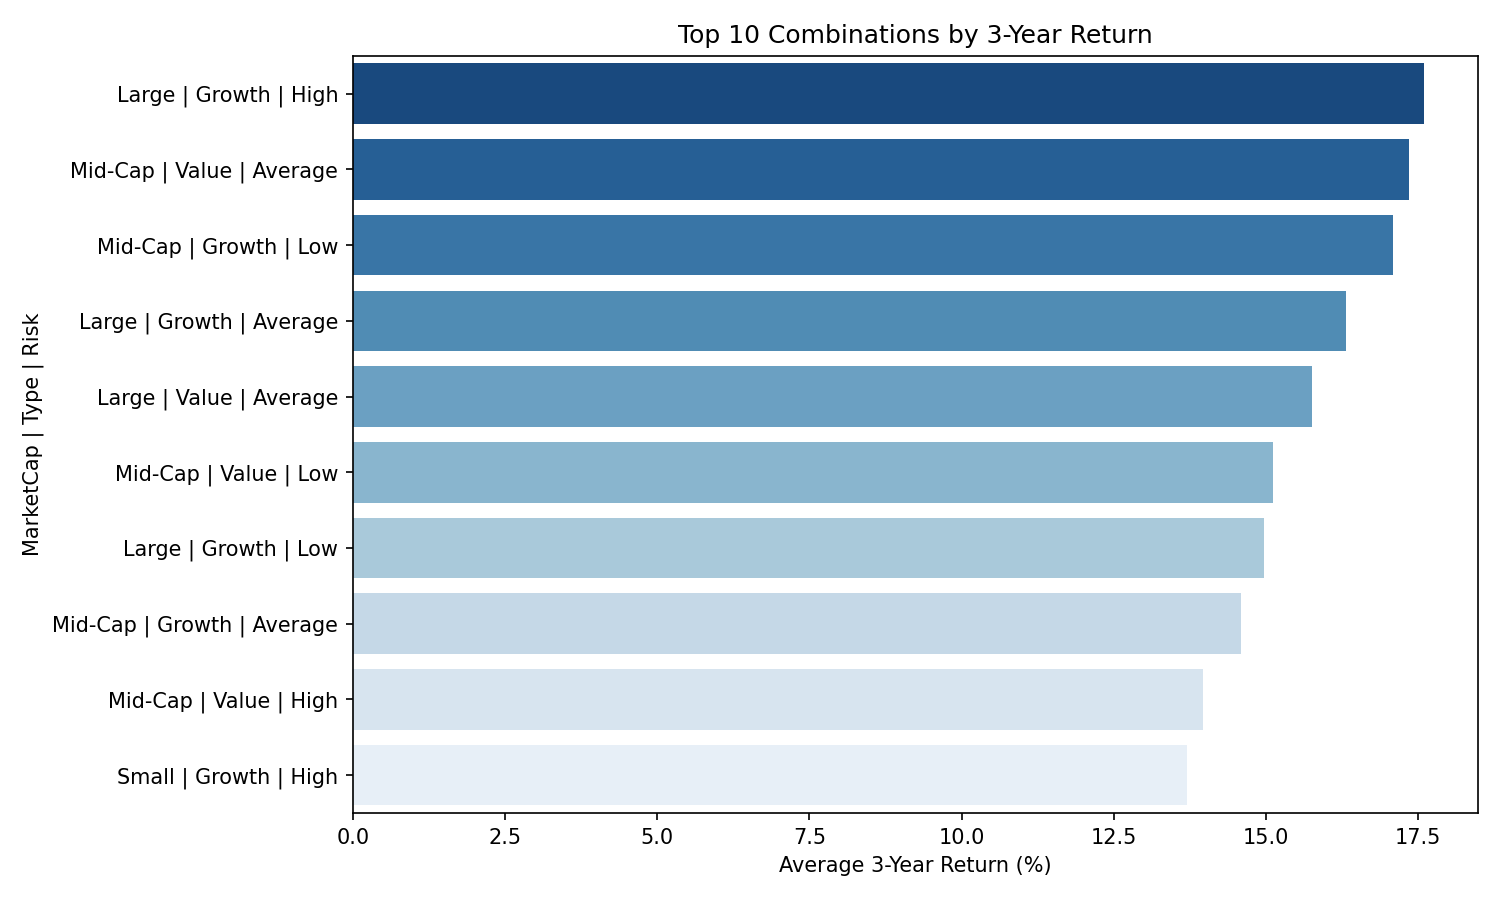 Top 10 Combinations by 3-Year Return
MarketCap | Type | Risk
Large | Growth | High
Mid-Cap | Value | Average
Mid-Cap | Growth | Low
Large | Growth | Average
Large | Value | Average
Mid-Cap | Value | Low
Large | Growth | Low
Mid-Cap | Growth | Average
Mid-Cap | Value | High
Small | Growth | High
0.0 2.5 5.0 7.5 10.0 12.5 15.0 17.5
Average 3-Year Return (%)